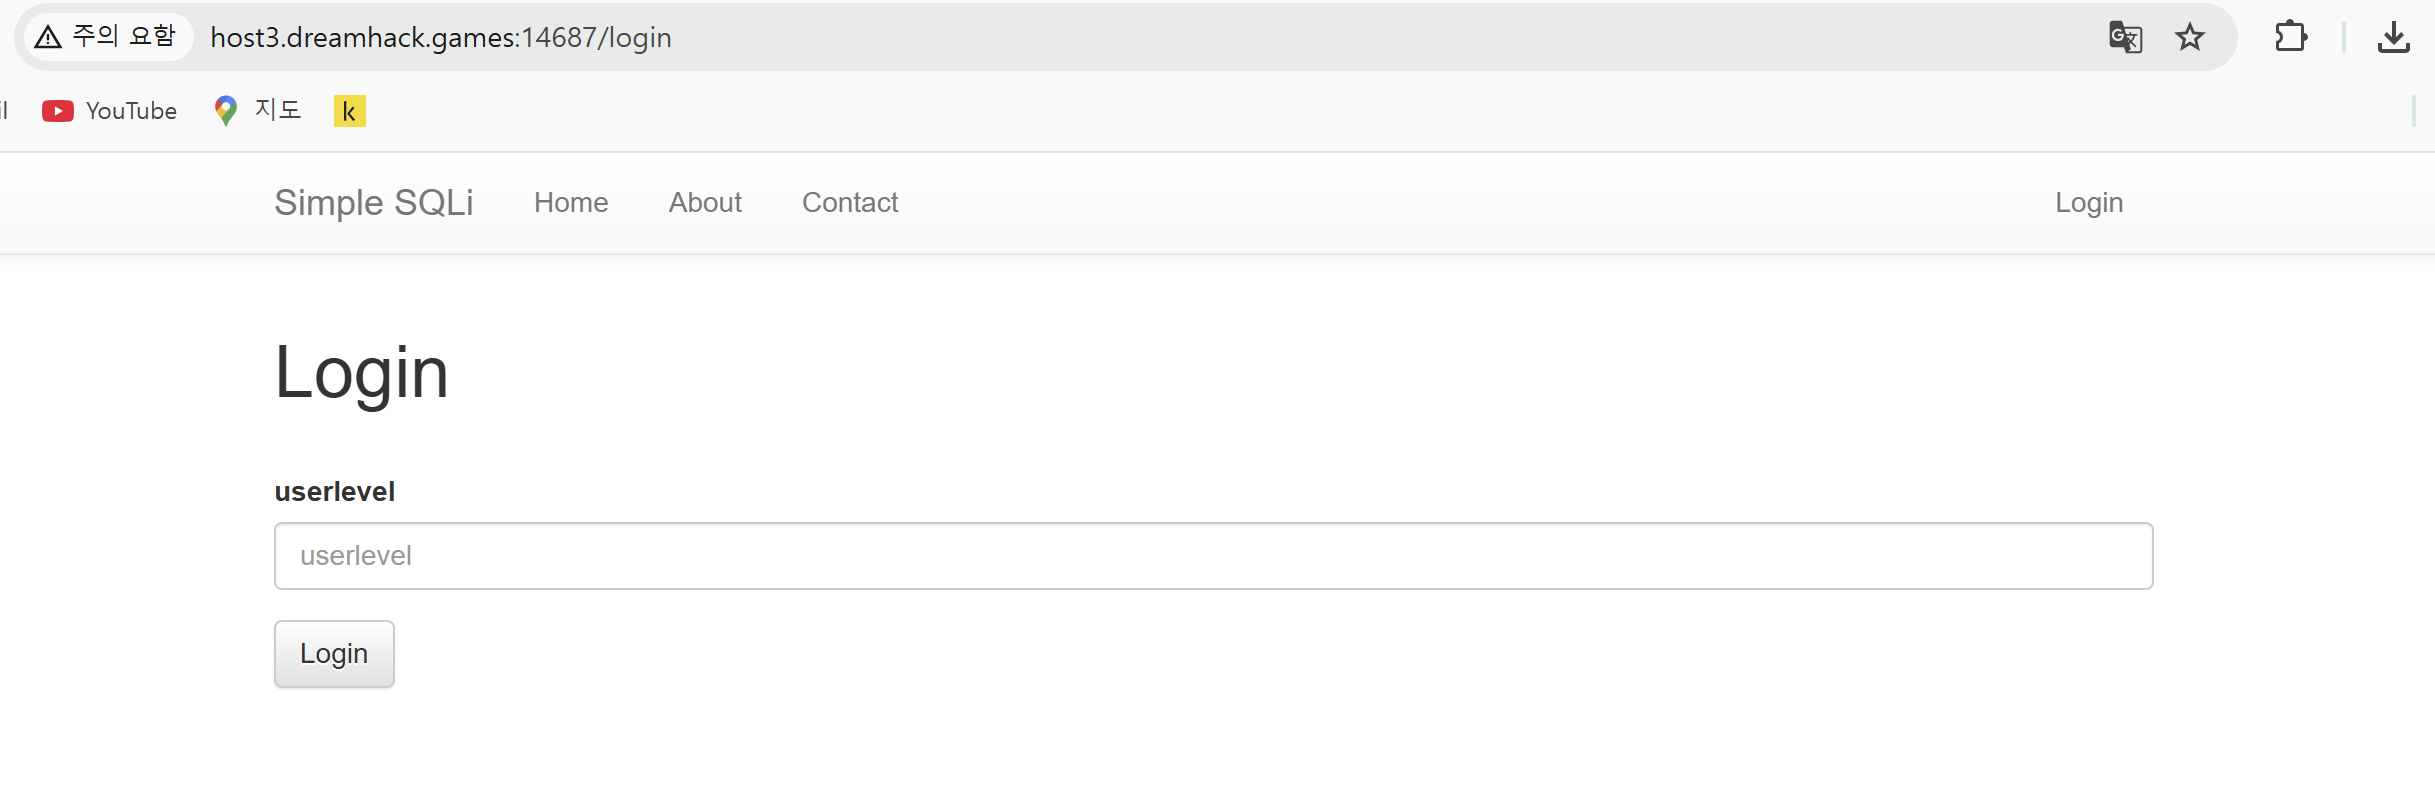 주의 요함 host3.dreamhack.games:14687/login
YouTube 지도 k
Simple SQLi Home About Contact Login
Login
userlevel
userlevel
Login